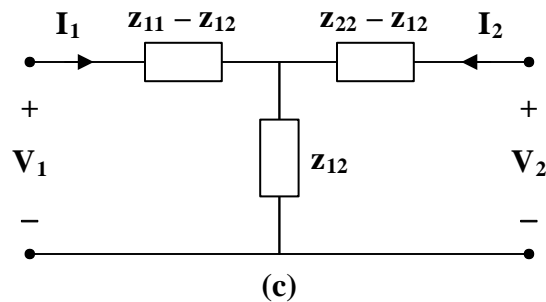 I₁ z₁₁ – z₁₂ z₂₂ – z₁₂ I₂
+ +
V₁ z₁₂ V₂
– –
(c)